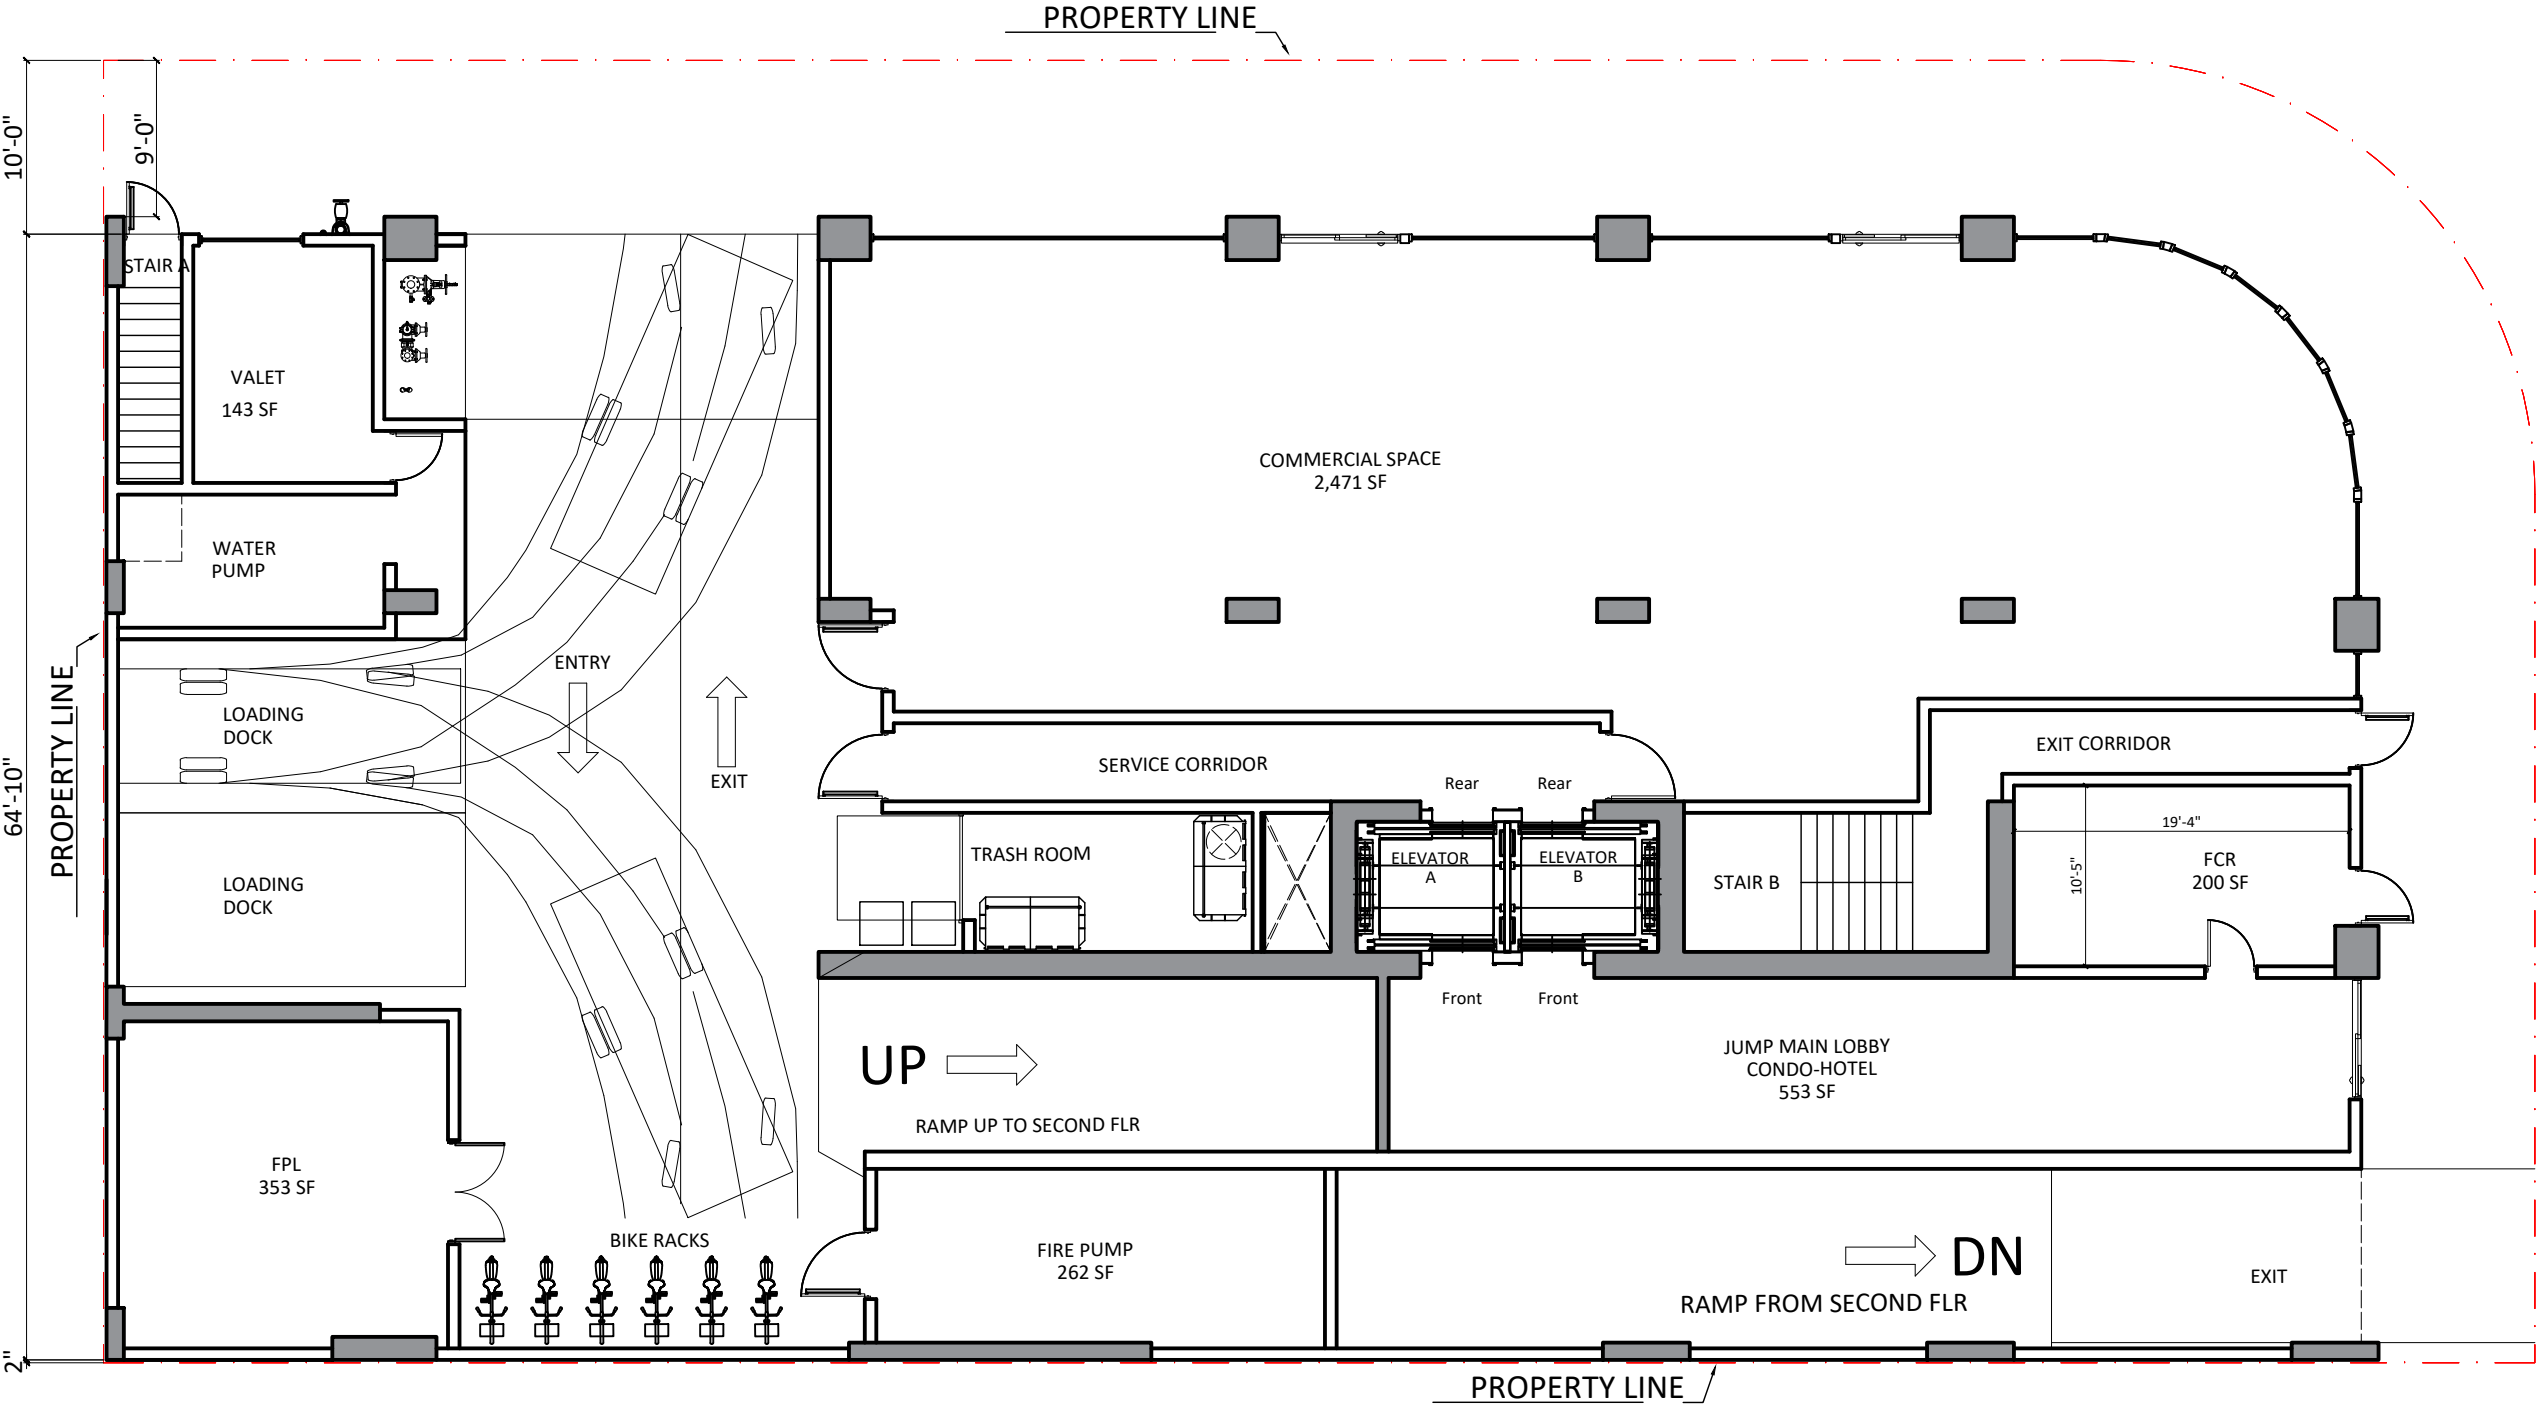 PROPERTY LINE
10'-0"
9'-0"
STAIR A
VALET
143 SF
COMMERCIAL SPACE
2,471 SF
WATER
PUMP
ENTRY
PROPERTY LINE
64'-10"
LOADING
DOCK
EXIT
SERVICE CORRIDOR
EXIT CORRIDOR
Rear
Rear
19'-4"
10'-5"
TRASH ROOM
ELEVATOR
A
ELEVATOR
B
STAIR B
FCR
200 SF
LOADING
DOCK
Front
Front
UP
JUMP MAIN LOBBY
CONDO-HOTEL
553 SF
RAMP UP TO SECOND FLR
FPL
353 SF
BIKE RACKS
FIRE PUMP
262 SF
DN
EXIT
RAMP FROM SECOND FLR
2"
PROPERTY LINE